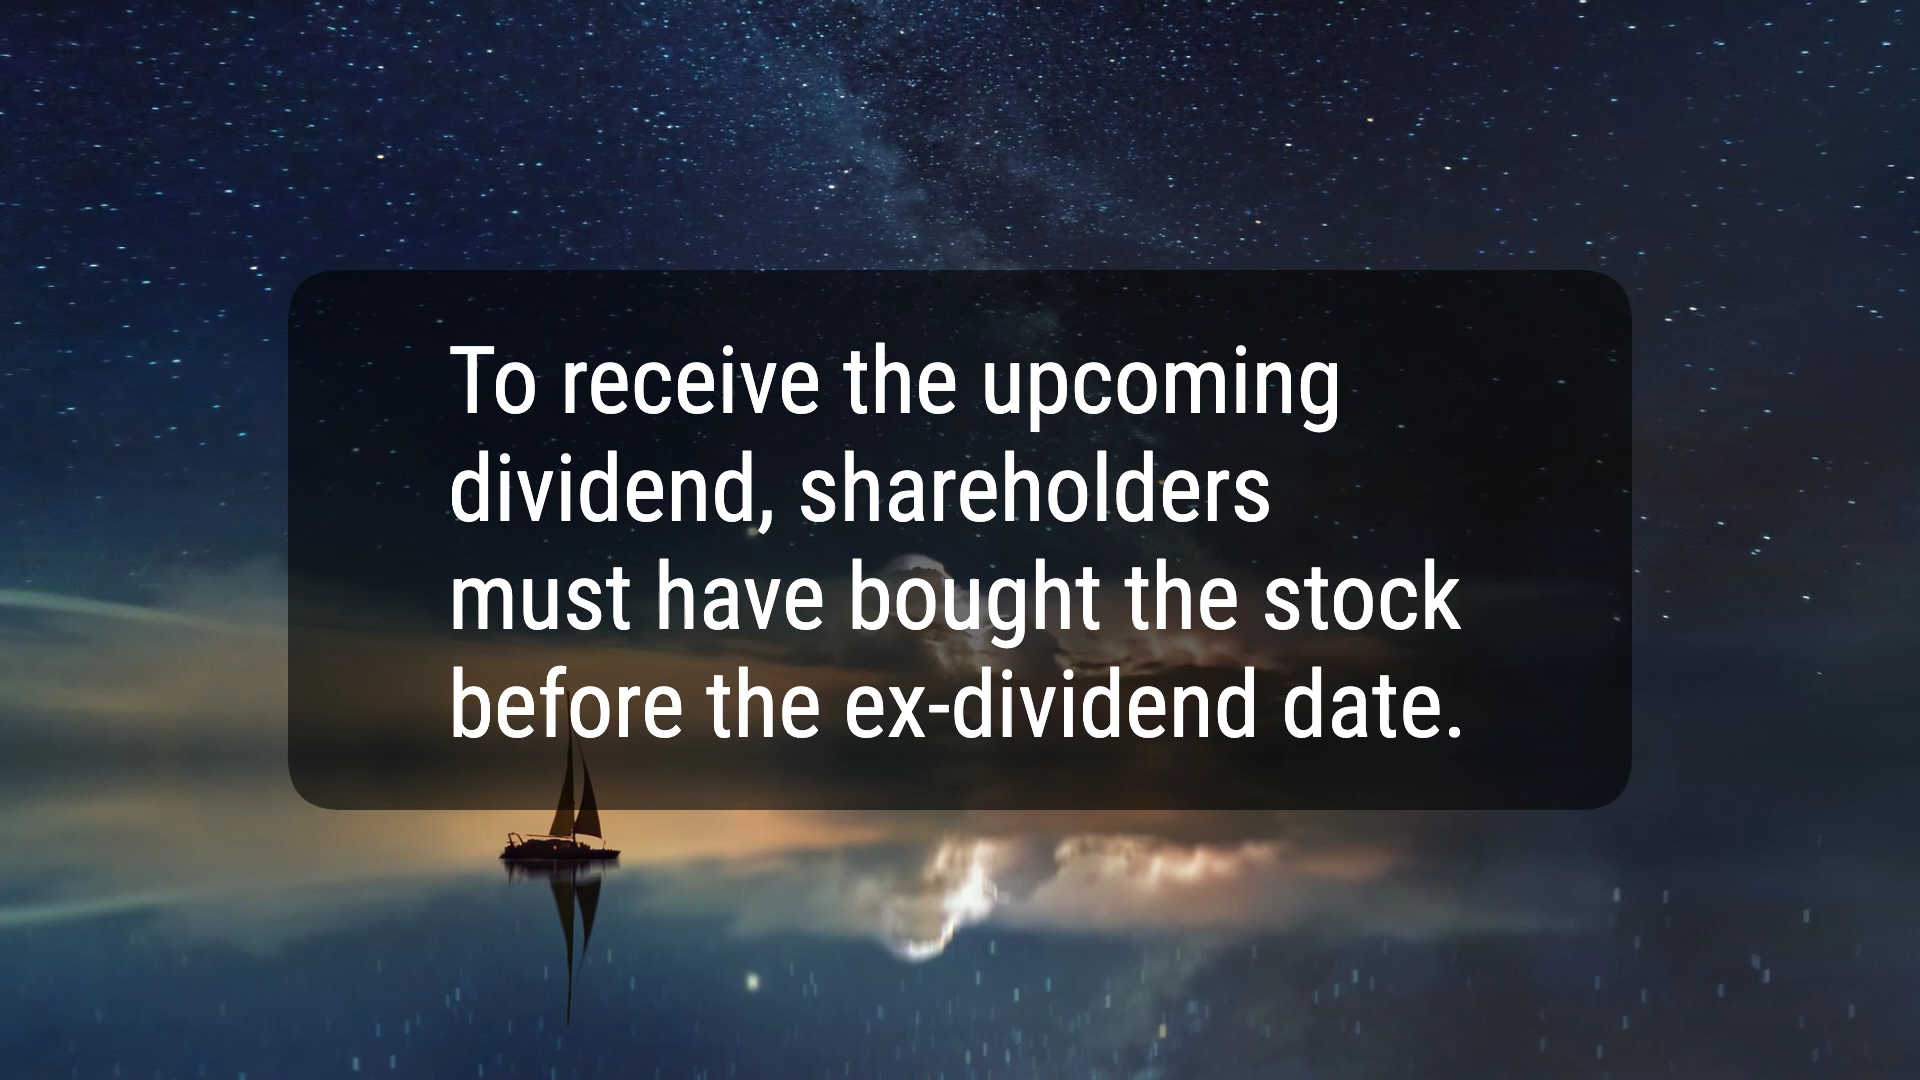 To receive the upcoming
dividend, shareholders
must have bought the stock
before the ex-dividend date.